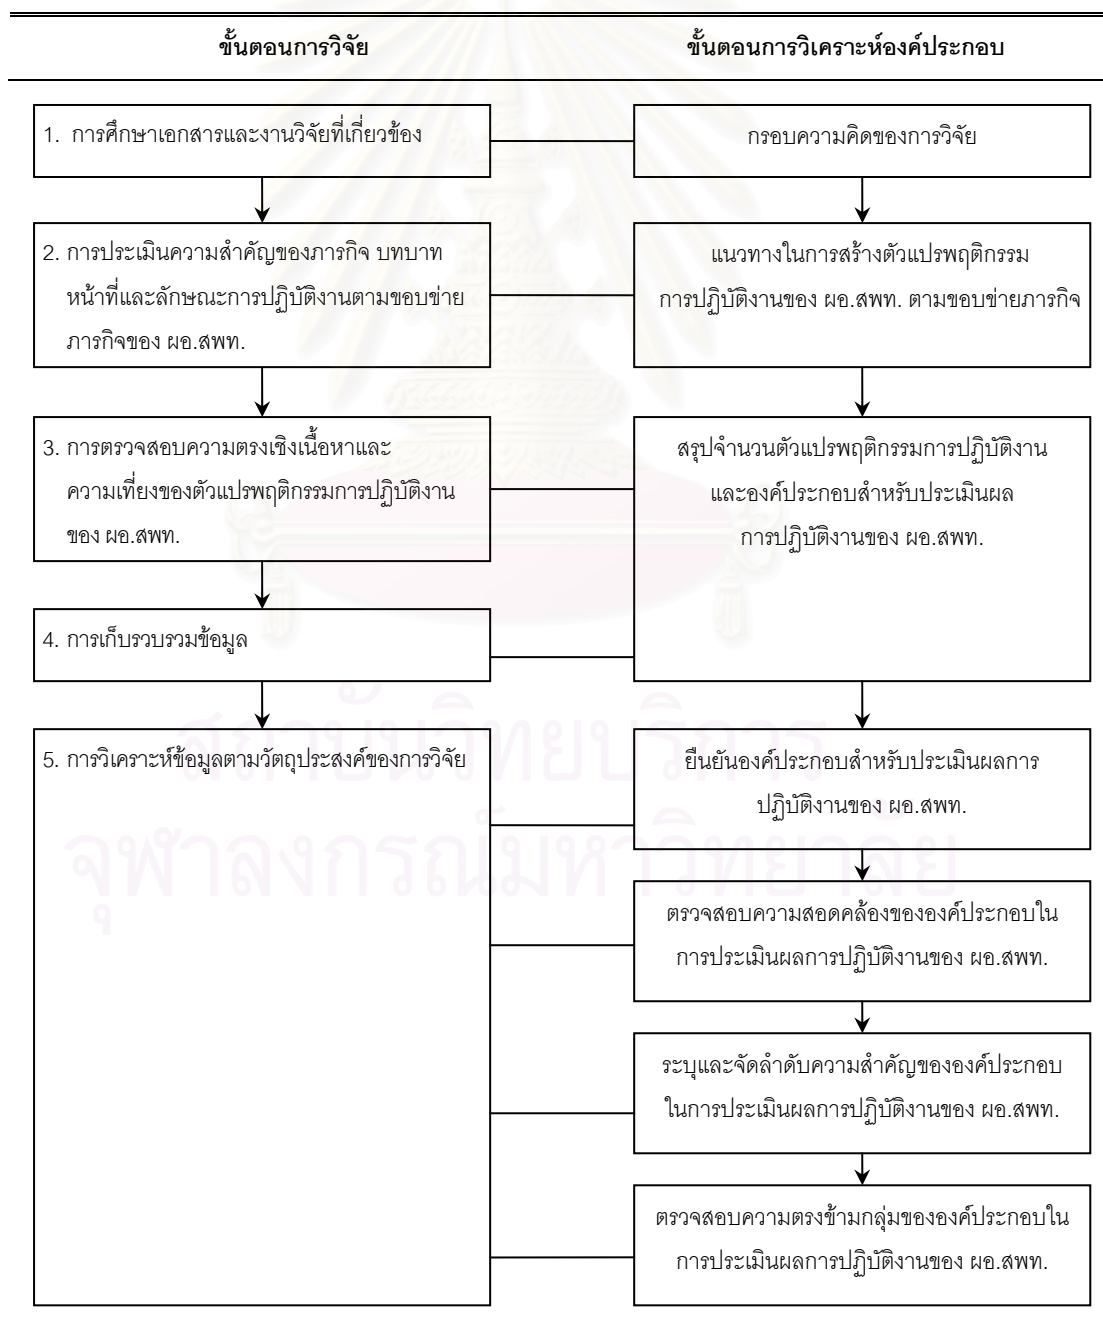 ขั้นตอนการวิจัย
ขั้นตอนการวิเคราะห์องค์ประกอบ
1. การศึกษาเอกสารและงานวิจัยที่เกี่ยวข้อง
กรอบความคิดของการวิจัย
2. การประเมินความสำคัญของภารกิจ บทบาท
หน้าที่และลักษณะการปฏิบัติงานตามขอบข่าย
ภารกิจของ ผอ.สพท.
แนวทางในการสร้างตัวแปรพฤติกรรม
การปฏิบัติงานของ ผอ.สพท. ตามขอบข่ายภารกิจ
3. การตรวจสอบความตรงเชิงเนื้อหาและ
ความเที่ยงของตัวแปรพฤติกรรมการปฏิบัติงาน
ของ ผอ.สพท.
สรุปจำนวนตัวแปรพฤติกรรมการปฏิบัติงาน
และองค์ประกอบสำหรับประเมินผล
การปฏิบัติงานของ ผอ.สพท.
4. การเก็บรวบรวมข้อมูล
5. การวิเคราะห์ข้อมูลตามวัตถุประสงค์ของการวิจัย
ยืนยันองค์ประกอบสำหรับประเมินผลการ
ปฏิบัติงานของ ผอ.สพท.
ตรวจสอบความสอดคล้องขององค์ประกอบใน
การประเมินผลการปฏิบัติงานของ ผอ.สพท.
ระบุและจัดลำดับความสำคัญขององค์ประกอบ
ในการประเมินผลการปฏิบัติงานของ ผอ.สพท.
ตรวจสอบความตรงข้ามกลุ่มขององค์ประกอบใน
การประเมินผลการปฏิบัติงานของ ผอ.สพท.
สถาบันวิทยบริการ
จุฬาลงกรณ์มหาวิทยาลัย